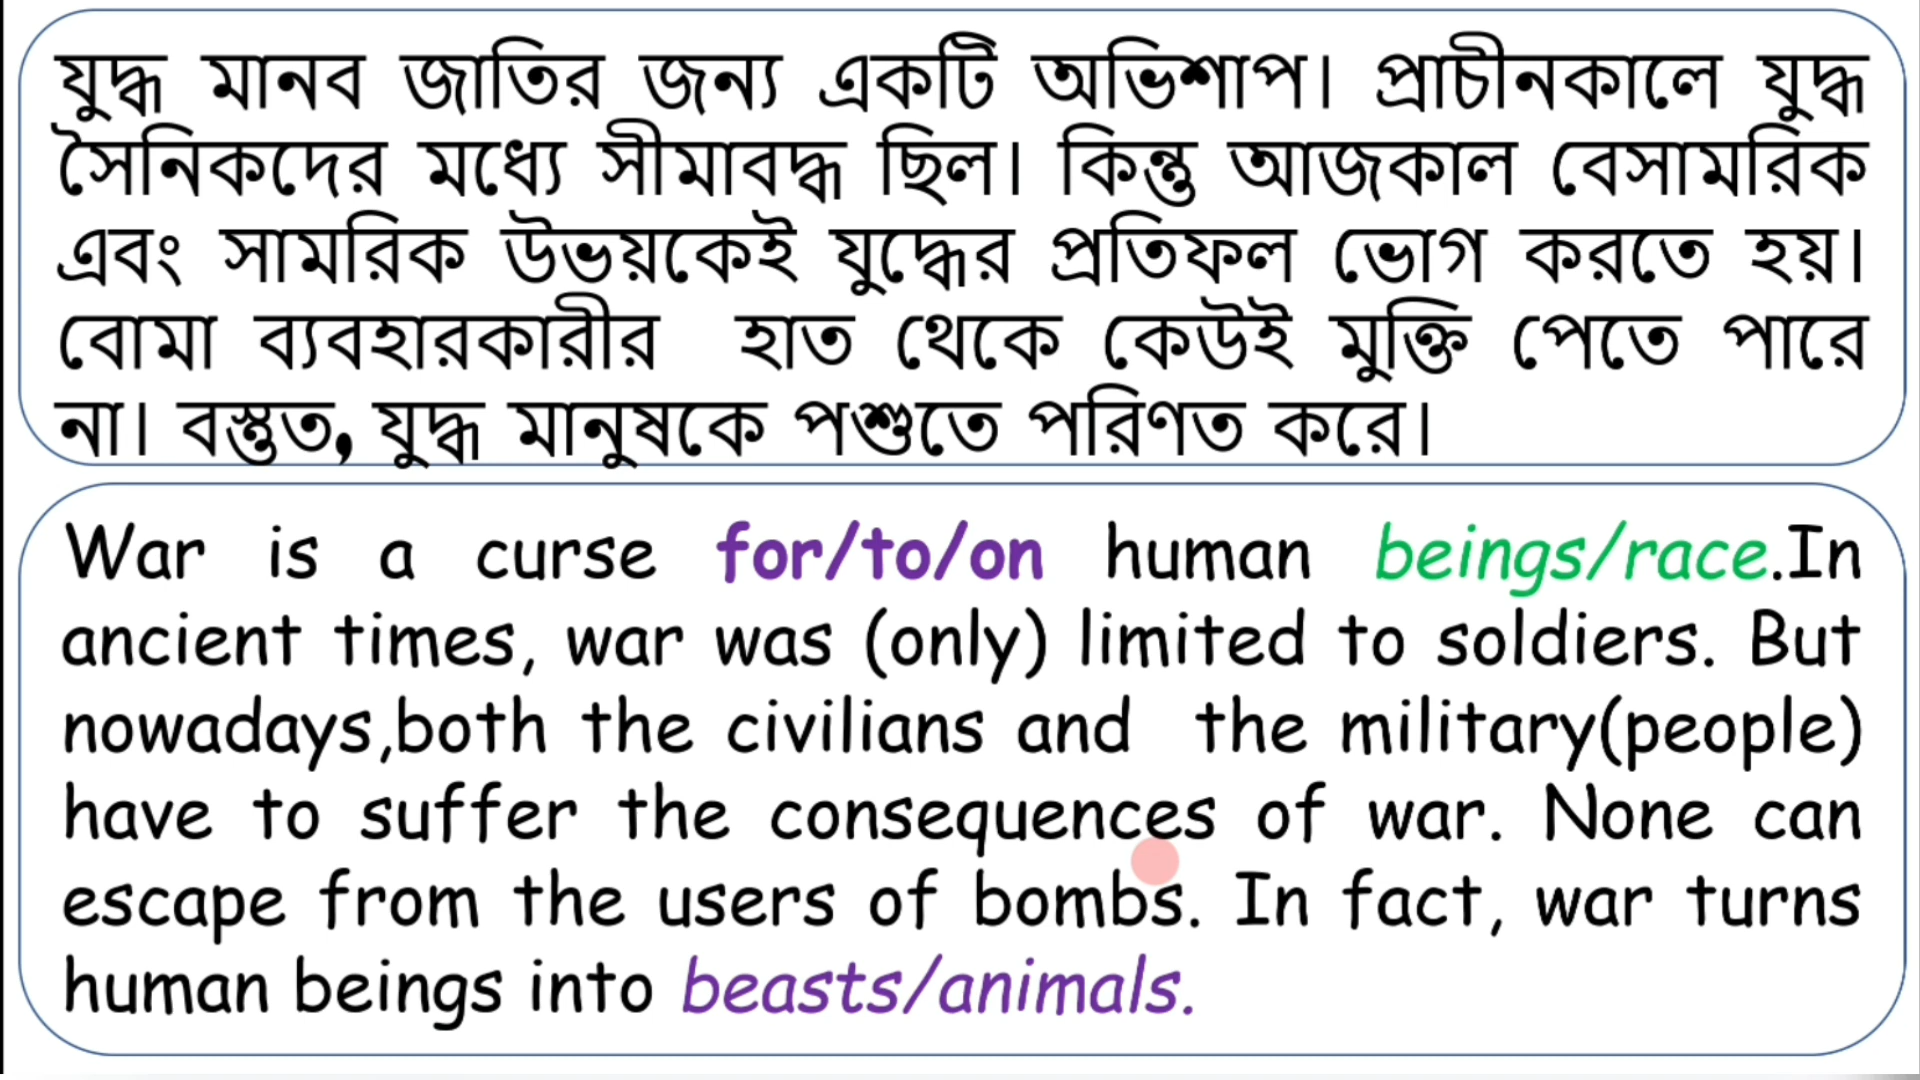 যুদ্ধ মানব জাতির জন্য একটি অভিশাপ। প্রাচীনকালে যুদ্ধ
সৈনিকদের মধ্যে সীমাবদ্ধ ছিল। কিন্তু আজকাল বেসামরিক
এবং সামরিক উভয়কেই যুদ্ধের প্রতিফল ভোগ করতে হয়।
বোমা ব্যবহারকারীর হাত থেকে কেউই মুক্তি পেতে পারে
না। বস্তুত, যুদ্ধ মানুষকে পশুতে পরিণত করে।
War is a curse for/to/on human beings/race.In
ancient times, war was (only) limited to soldiers. But
nowadays,both the civilians and the military(people)
have to suffer the consequences of war. None can
escape from the users of bombs. In fact, war turns
human beings into beasts/animals.